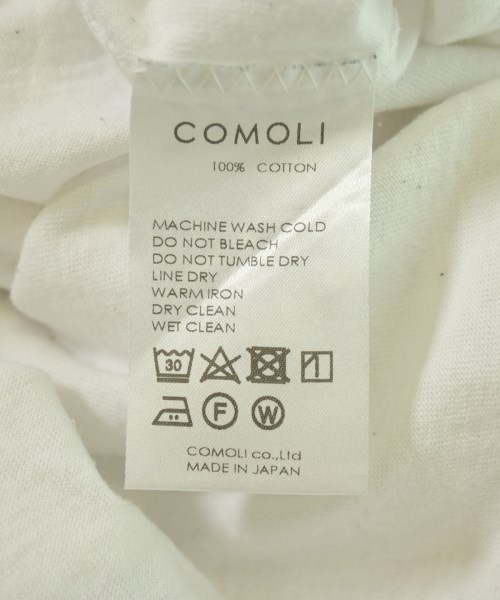 COMOLI
100% COTTON
MACHINE WASH COLD
DO NOT BLEACH
DO NOT TUMBLE DRY
LINE DRY
WARM IRON
DRY CLEAN
WET CLEAN
30
F W
COMOLI co.,Ltd
MADE IN JAPAN